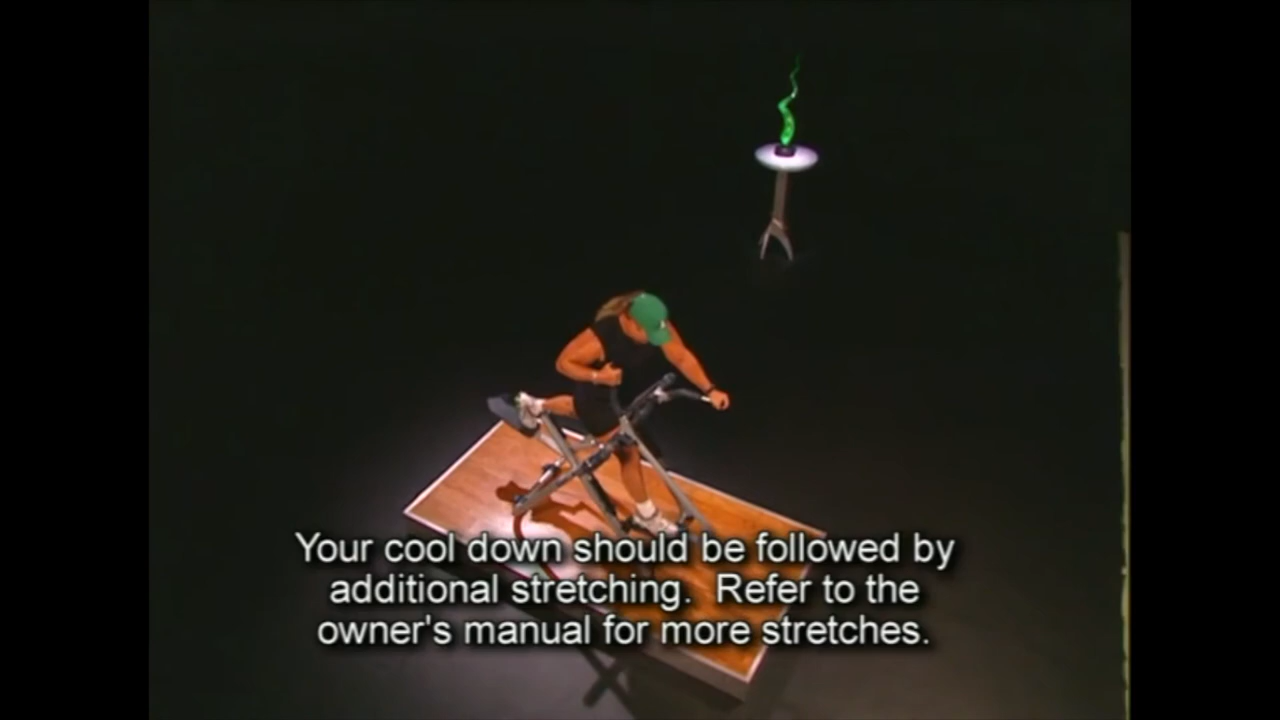 Your cool down should be followed by
additional stretching.  Refer to the
owner's manual for more stretches.